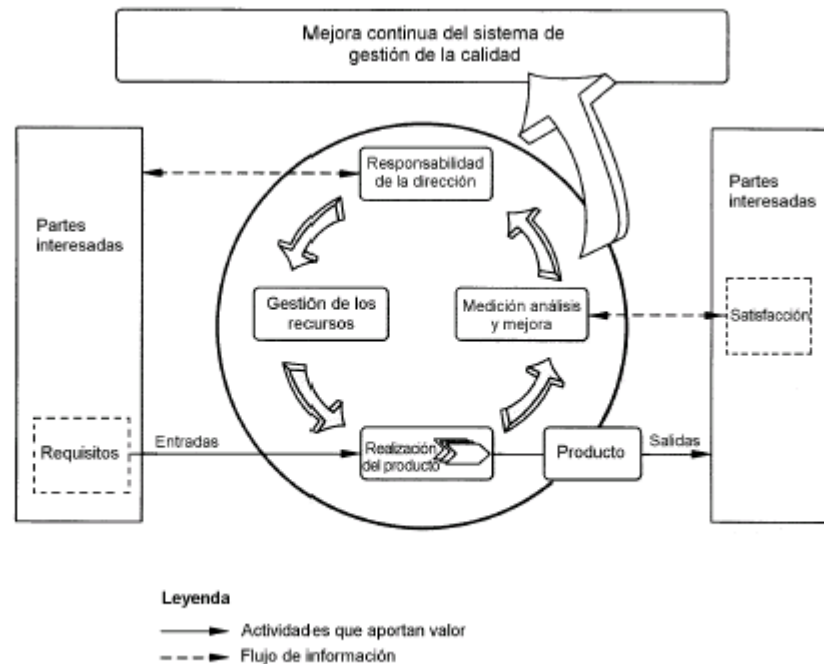 Mejora continua del sistema de
gestión de la calidad
Responsabilidad
de la dirección
Partes
interesadas
Partes
interesadas
Gestión de los
recursos
Medición análisis
y mejora
Satisfacción
Requisitos
Entradas
Realización
del producto
Producto
Salidas
Leyenda
Actividades que aportan valor
Flujo de información